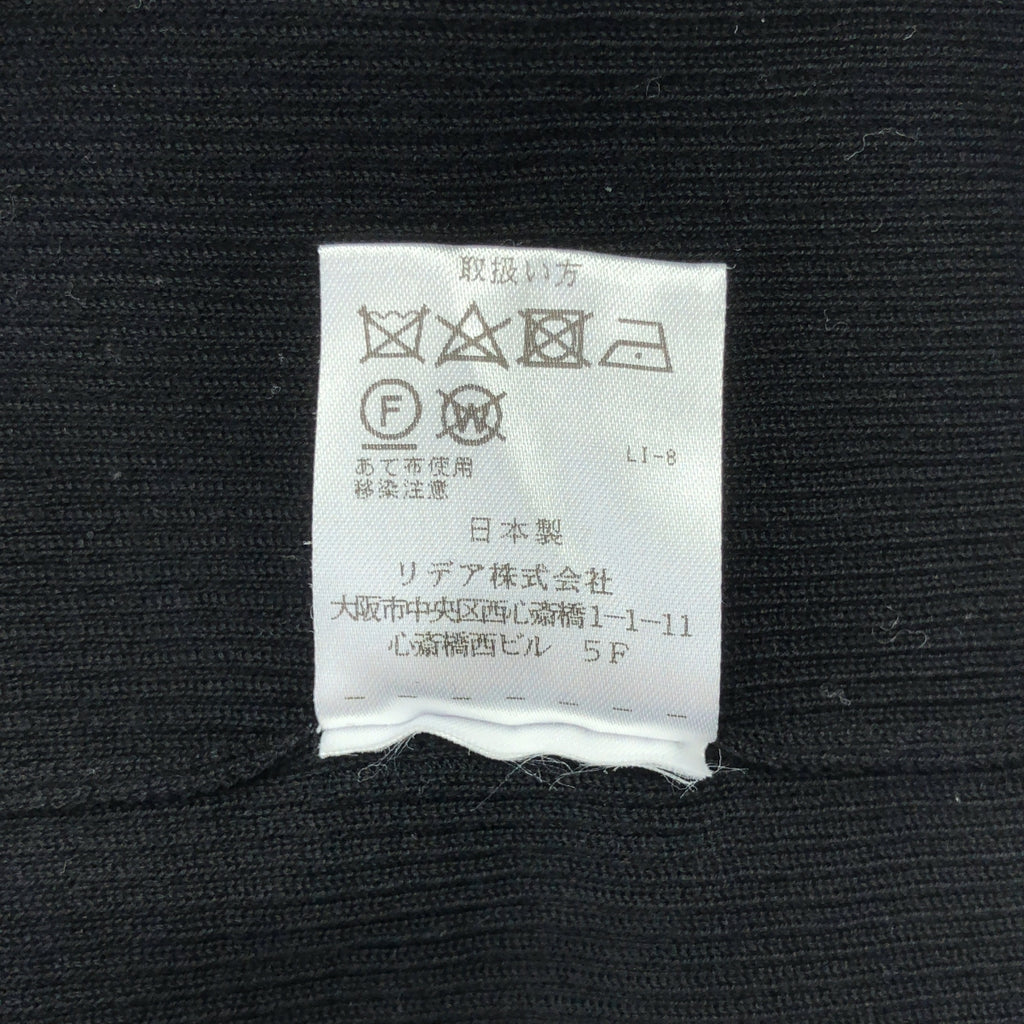 取扱い方
F W
LI-8
あて布使用
移染注意
日本製
リデア株式会社
大阪市中央区西心斎橋1-1-11
心斎橋西ビル 5F